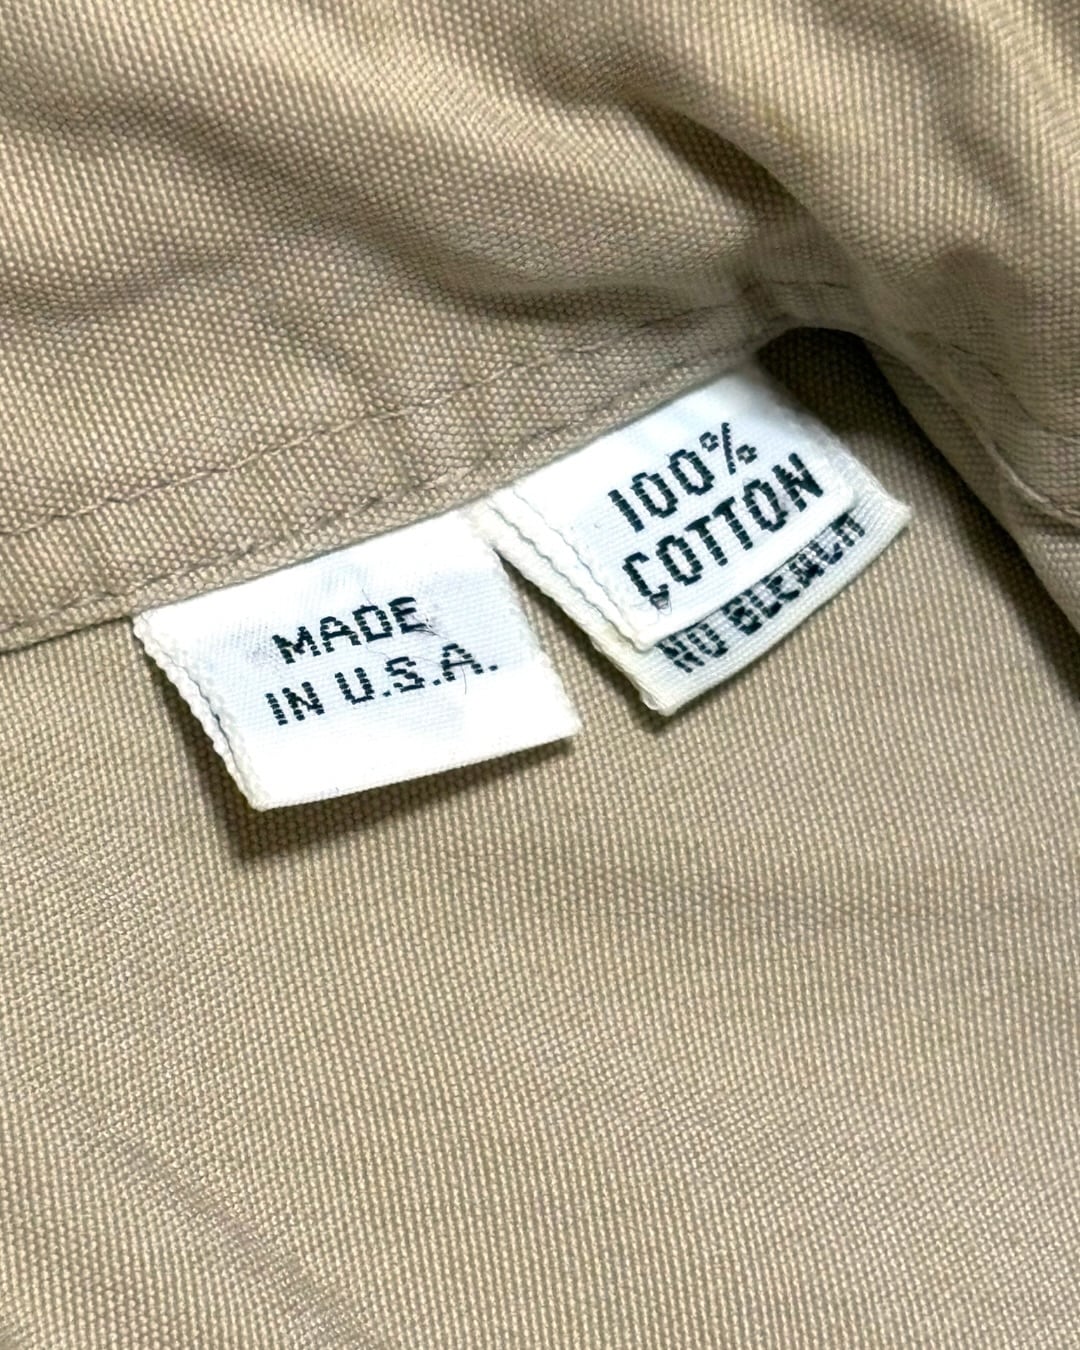 MADE
IN U.S.A.
100%
COTTON
NO BLEACH